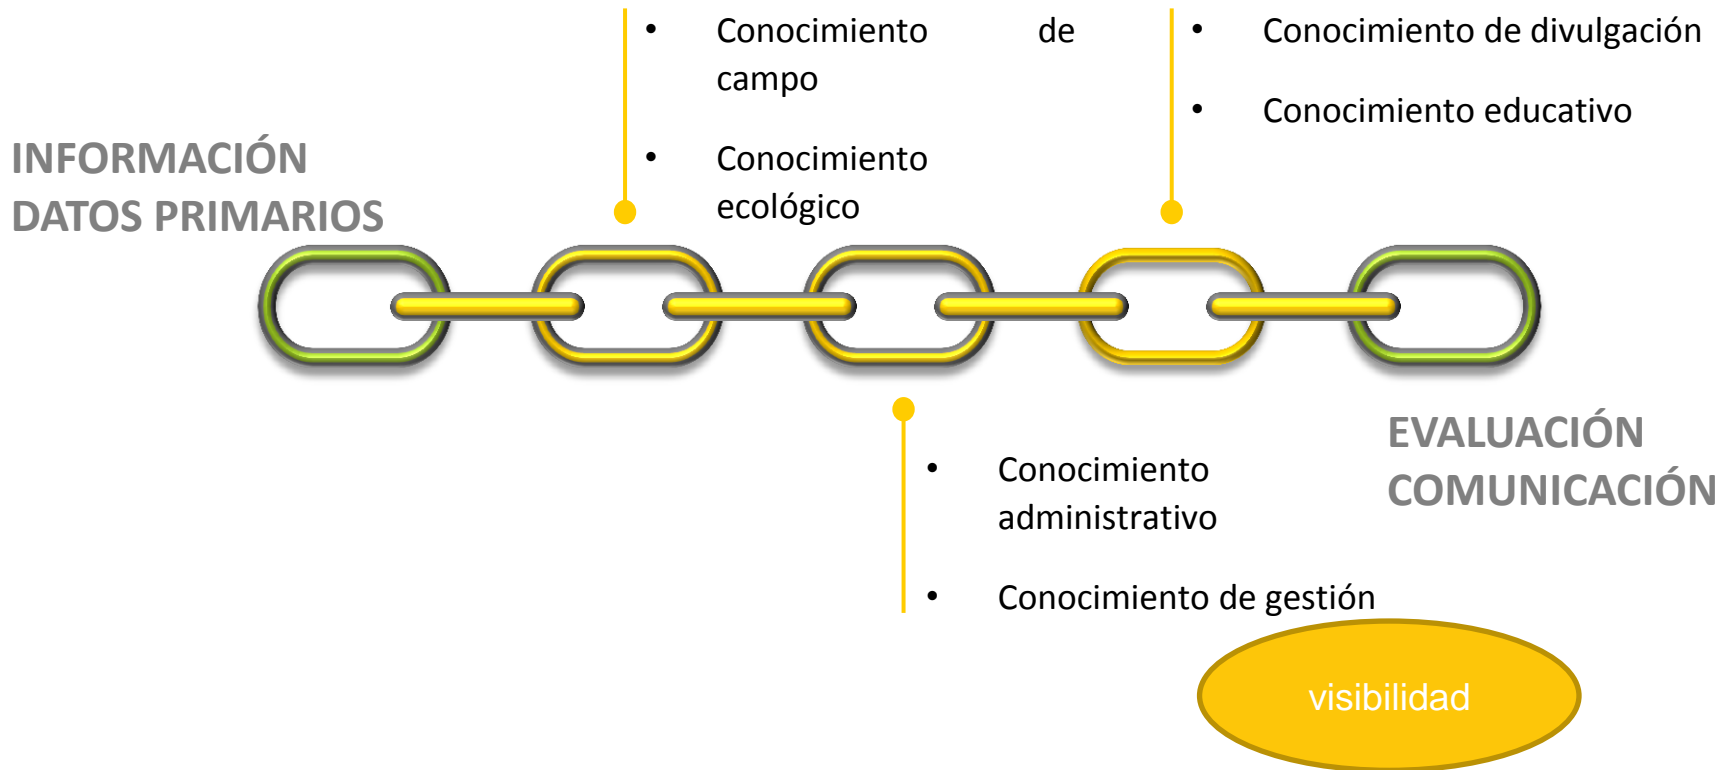 • Conocimiento de
campo
• Conocimiento
ecológico
• Conocimiento de divulgación
• Conocimiento educativo
INFORMACIÓN
DATOS PRIMARIOS
• Conocimiento
administrativo
• Conocimiento de gestión
EVALUACIÓN
COMUNICACIÓN
visibilidad